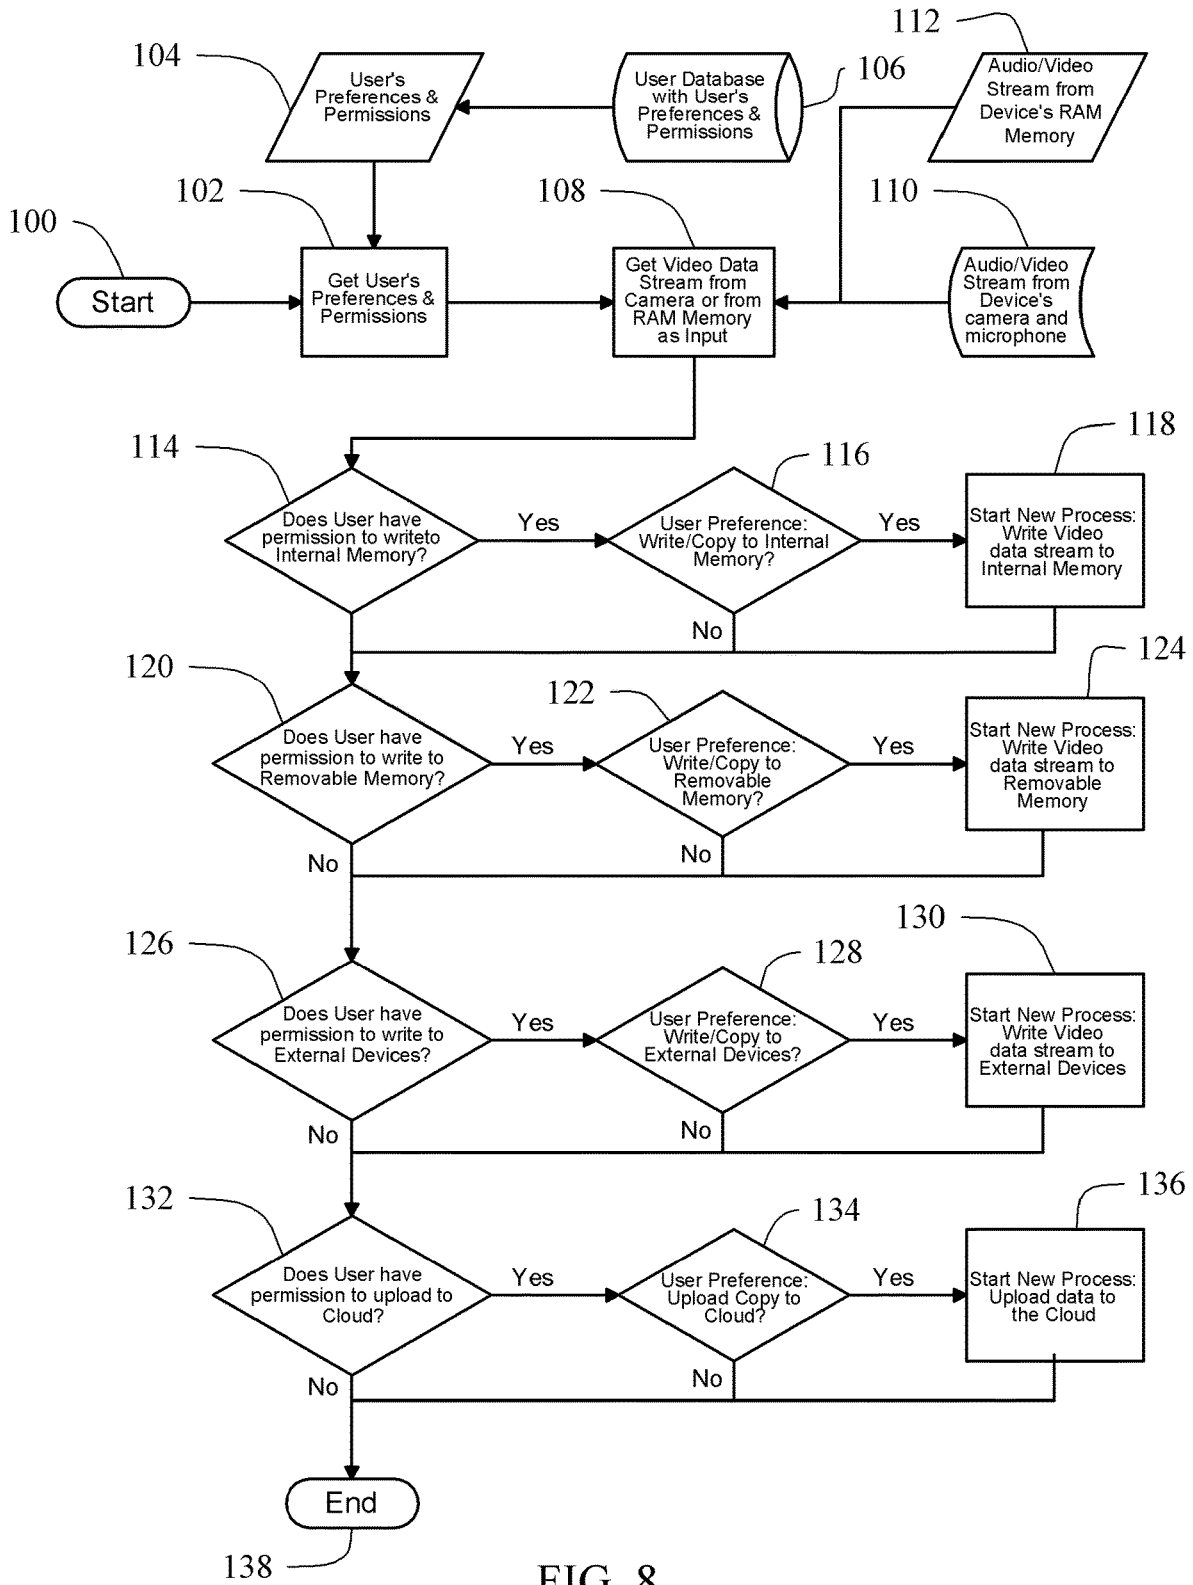 104
User's
Preferences &
Permissions
User Database
with User's
Preferences &
Permissions
106
112
Audio/Video
Stream from
Device's RAM
Memory
100
Start
102
Get User's
Preferences &
Permissions
108
Get Video Data
Stream from
Camera or from
RAM Memory
as Input
110
Audio/Video
Stream from
Device's
camera and
microphone
114
Does User have
permission to writeto
Internal Memory?
Yes
116
User Preference:
Write/Copy to Internal
Memory?
Yes
118
Start New Process:
Write Video
data stream to
Internal Memory
No
120
Does User have
permission to write to
Removable Memory?
Yes
122
User Preference:
Write/Copy to
Removable
Memory?
Yes
124
Start New Process:
Write Video
data stream to
Removable
Memory
No
No
126
Does User have
permission to write to
External Devices?
Yes
128
User Preference:
Write/Copy to
External Devices?
Yes
130
Start New Process:
Write Video
data stream to
External Devices
No
No
132
Does User have
permission to upload to
Cloud?
Yes
134
User Preference:
Upload Copy to
Cloud?
Yes
136
Start New Process:
Upload data to
the Cloud
No
No
End
138
FIG. 8